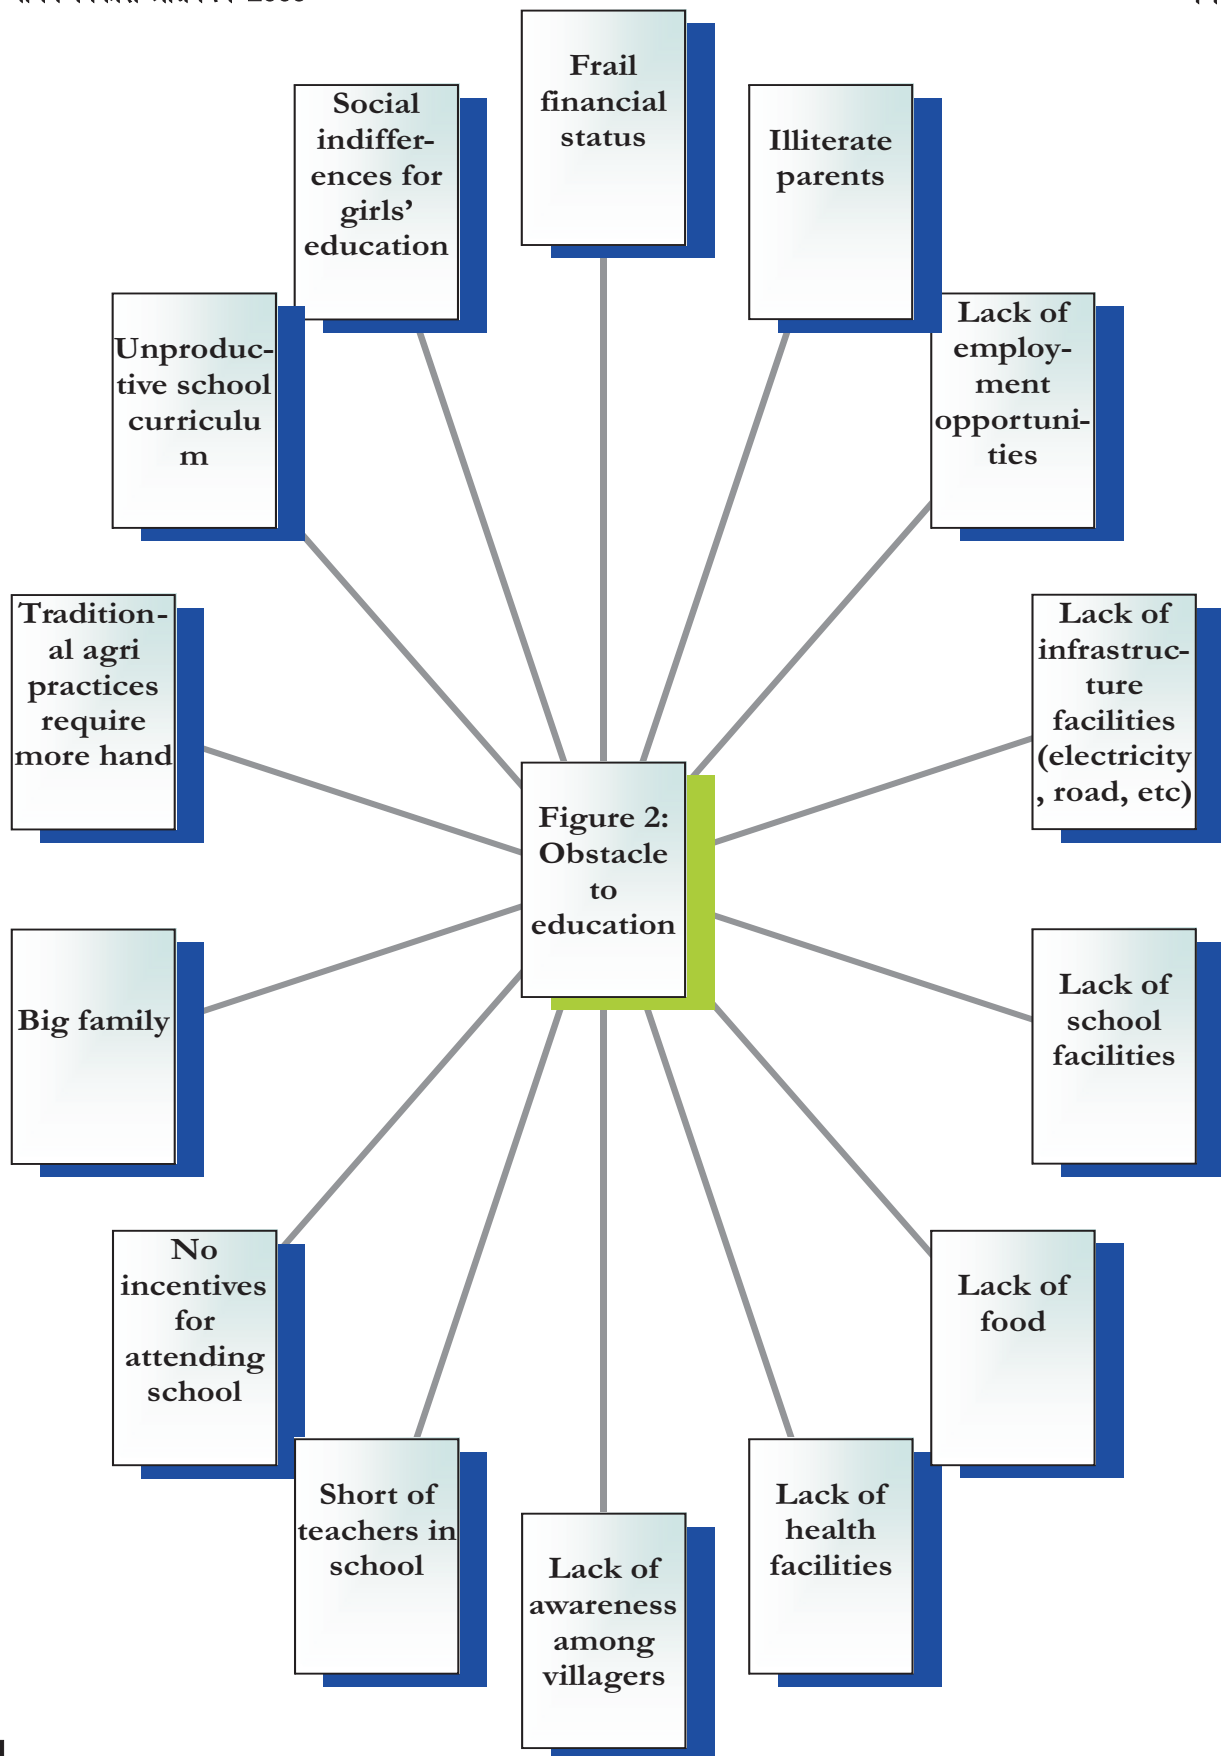 Frail
financial
status
Illiterate
parents
Lack of
employ-
ment
opportuni-
ties
Lack of
infrastruc-
ture
facilities
(electricity
, road, etc)
Lack of
school
facilities
Lack of
food
Lack of
health
facilities
Lack of
awareness
among
villagers
Short of
teachers in
school
No
incentives
for
attending
school
Big family
Tradition-
al agri
practices
require
more hand
Unproduc-
tive school
curriculu
m
Social
indiffer-
ences for
girls’
education
Figure 2:
Obstacle
to
education